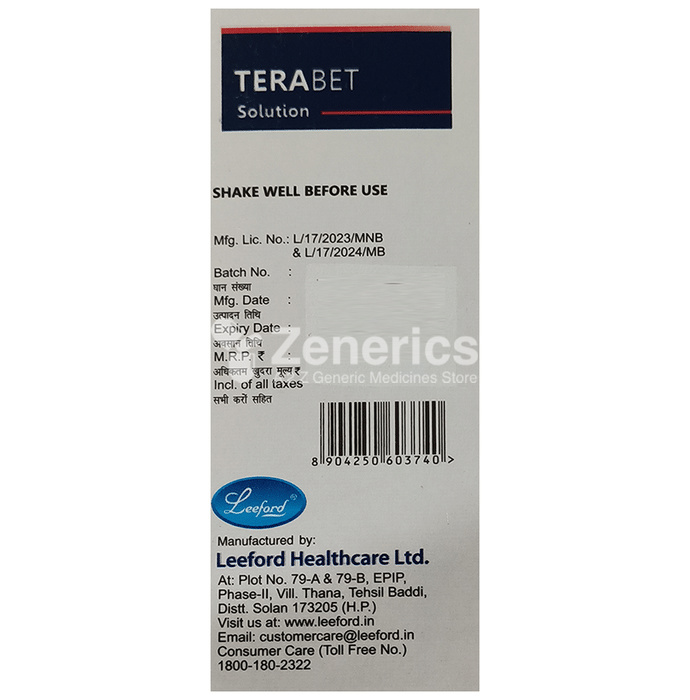 TERABET
Solution
SHAKE WELL BEFORE USE
Mfg. Lic. No.: L/17/2023/MNB
& L/17/2024/MB
Batch No. :
घान संख्या
Mfg. Date :
उत्पादन तिथि
Expiry Date :
अवसान तिथि
M.R.P. ₹ :
अधिकतम खुदरा मूल्य ₹
Incl. of all taxes
सभी करों सहित
Zenerics
Z Generic Medicines Store
8 904250 603740 >
Leeford®
Manufactured by:
Leeford Healthcare Ltd.
At: Plot No. 79-A & 79-B, EPIP,
Phase-II, Vill. Thana, Tehsil Baddi,
Distt. Solan 173205 (H.P.)
Visit us at: www.leeford.in
Email: customercare@leeford.in
Consumer Care (Toll Free No.)
1800-180-2322